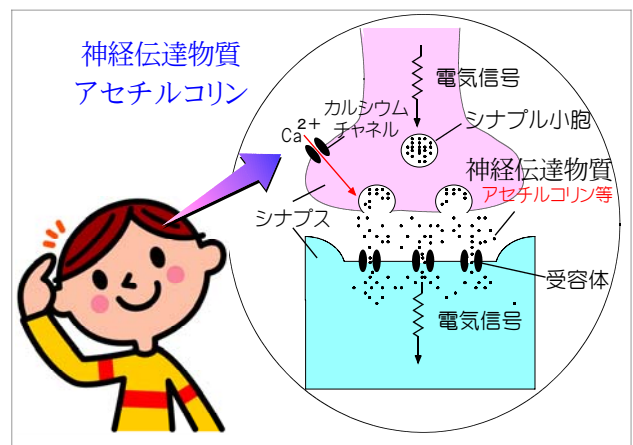 神経伝達物質
アセチルコリン
電気信号
カルシウム
チャネル
Ca²⁺
シナプル小胞
神経伝達物質
アセチルコリン等
シナプス
受容体
電気信号